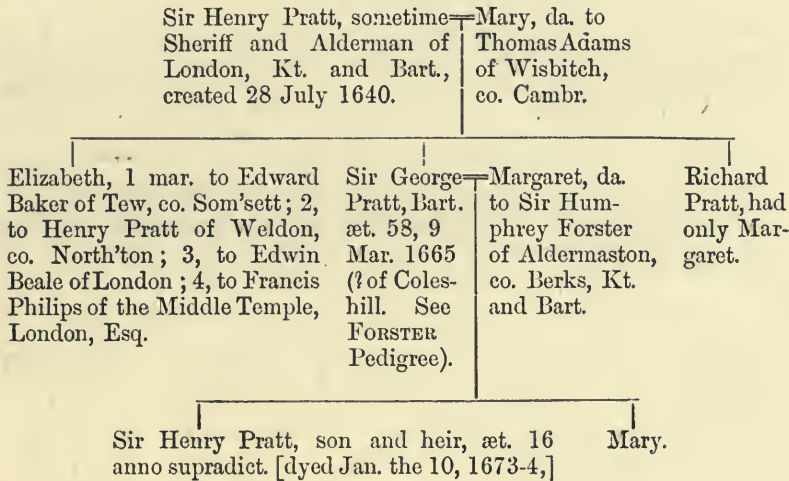 Sir Henry Pratt, sometime
Sheriff and Alderman of
London, Kt. and Bart.,
created 28 July 1640.
Mary, da. to
Thomas Adams
of Wisbitch,
co. Cambr.
Elizabeth, 1 mar. to Edward
Baker of Tew, co. Som'sett; 2,
to Henry Pratt of Weldon,
co. North'ton; 3, to Edwin
Beale of London; 4, to Francis
Philips of the Middle Temple,
London, Esq.
Sir George
Pratt, Bart.
æt. 58, 9
Mar. 1665
(? of Coles-
hill. See
FORSTER
Pedigree).
Margaret, da.
to Sir Hum-
phrey Forster
of Aldermaston,
co. Berks, Kt.
and Bart.
Richard
Pratt, had
only Mar-
garet.
Sir Henry Pratt, son and heir, æt. 16
anno supradict. [dyed Jan. the 10, 1673-4,]
Mary.